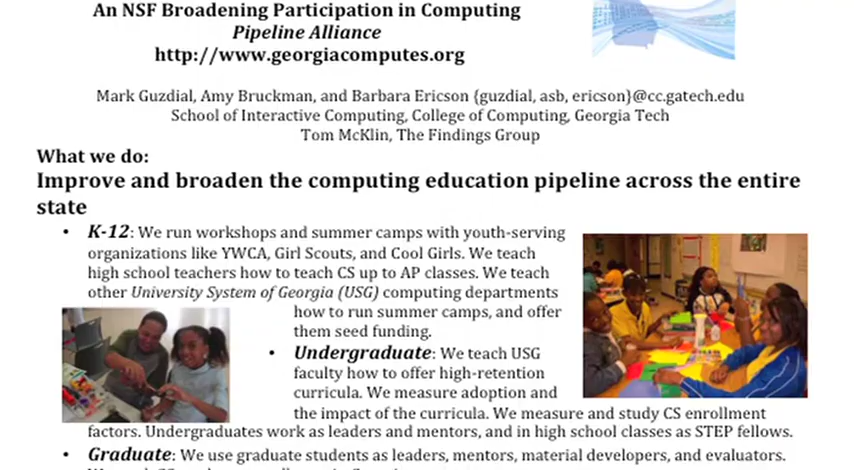 An NSF Broadening Participation in Computing
Pipeline Alliance
http://www.georgiacomputes.org
Mark Guzdial, Amy Bruckman, and Barbara Ericson {guzdial, asb, ericson}@cc.gatech.edu
School of Interactive Computing, College of Computing, Georgia Tech
Tom McKlin, The Findings Group
What we do:
Improve and broaden the computing education pipeline across the entire
state
• K-12: We run workshops and summer camps with youth-serving
organizations like YWCA, Girl Scouts, and Cool Girls. We teach
high school teachers how to teach CS up to AP classes. We teach
other University System of Georgia (USG) computing departments
how to run summer camps, and offer
them seed funding.
• Undergraduate: We teach USG
faculty how to offer high-retention
curricula. We measure adoption and
the impact of the curricula. We measure and study CS enrollment
factors. Undergraduates work as leaders and mentors, and in high school classes as STEP fellows.
• Graduate: We use graduate students as leaders, mentors, material developers, and evaluators.